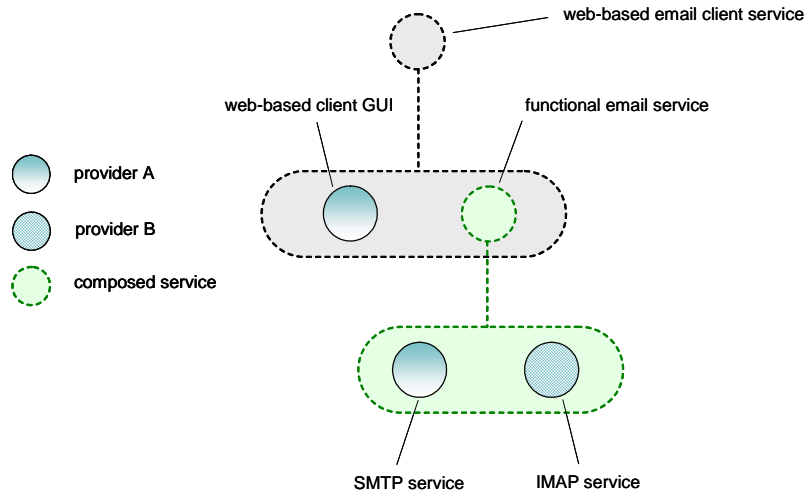 web-based email client service
web-based client GUI
functional email service
provider A
provider B
composed service
SMTP service
IMAP service